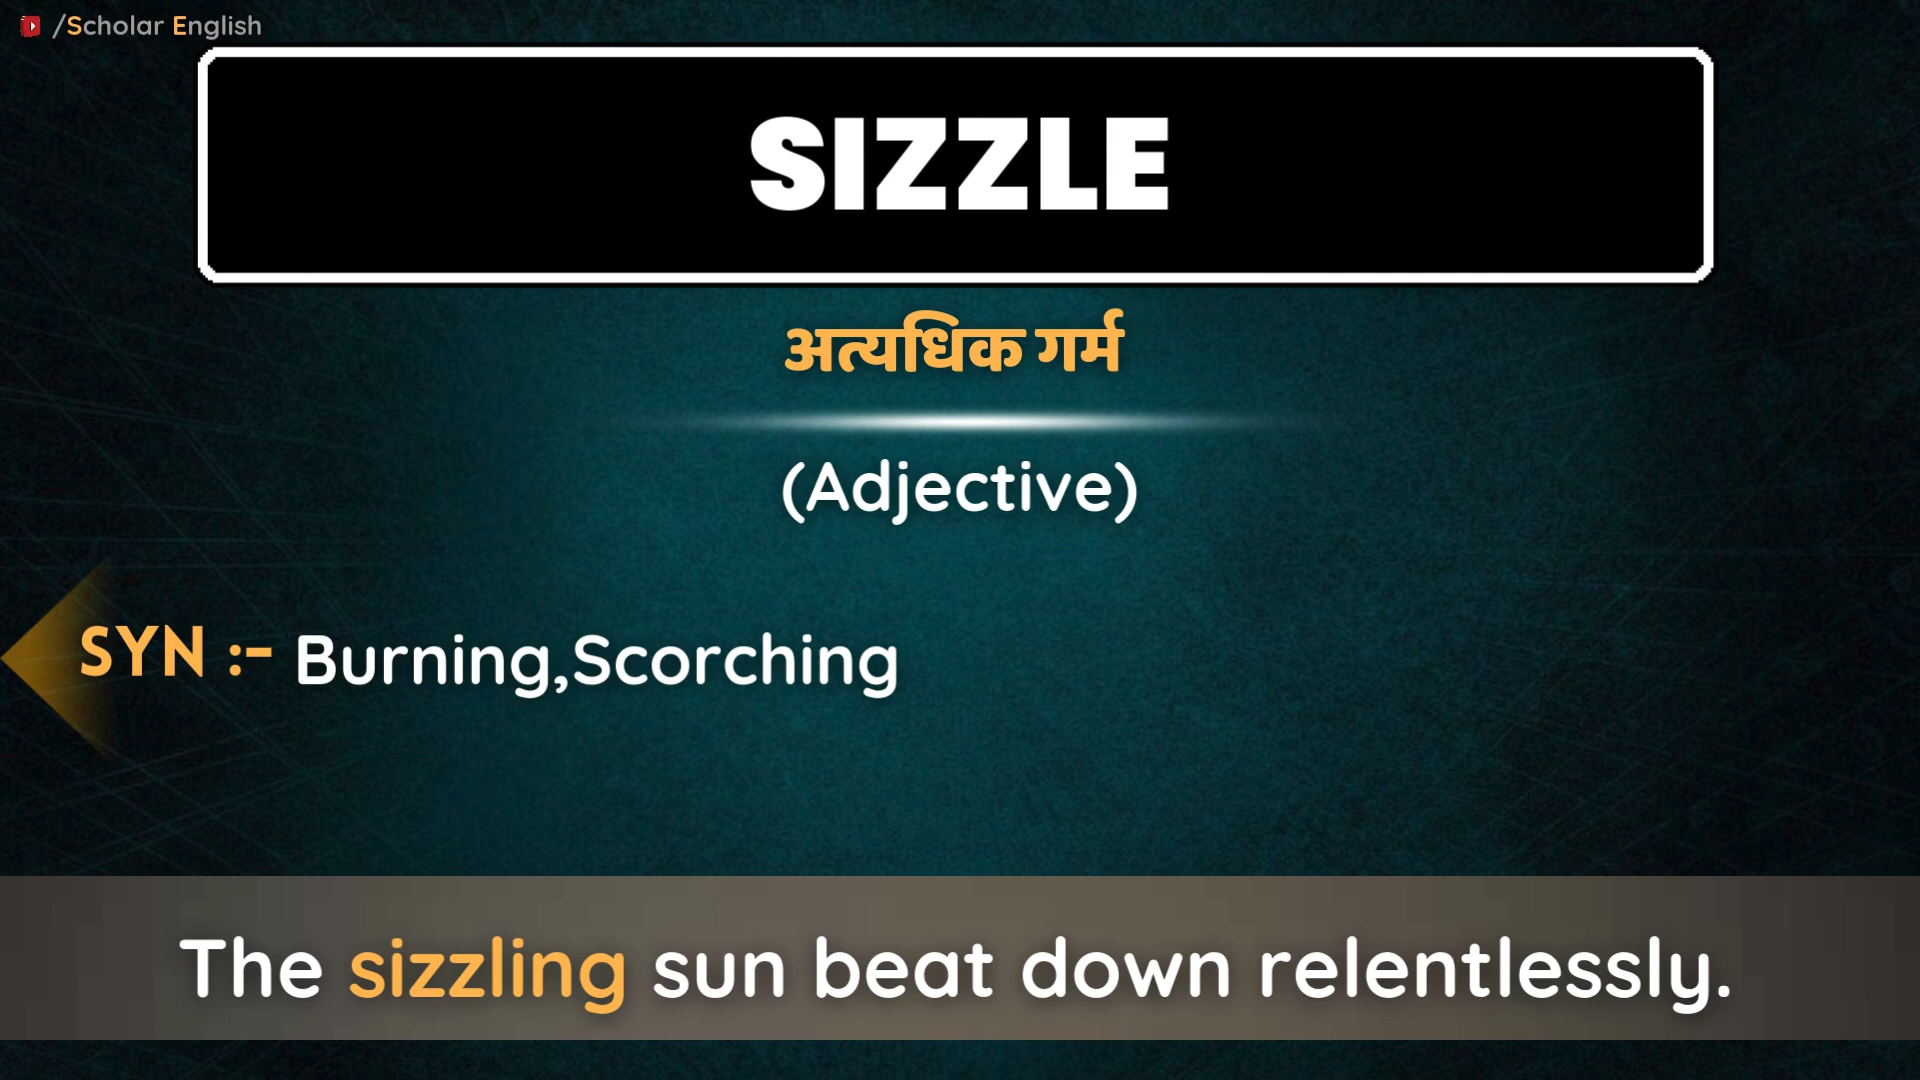 /Scholar English
SIZZLE
अत्यधिक गर्म
(Adjective)
SYN :- Burning,Scorching
The sizzling sun beat down relentlessly.